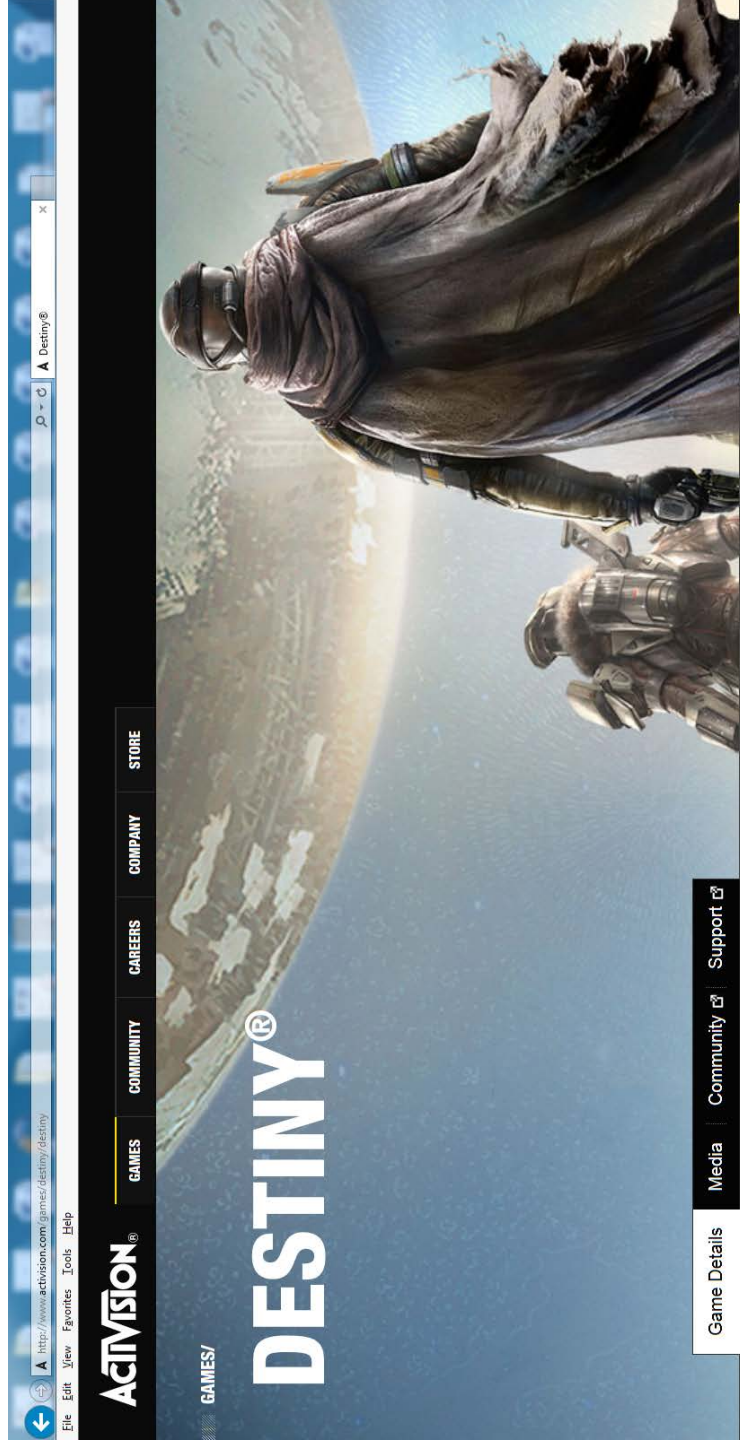 http://www.activision.com/games/destiny/destiny
Destiny®
File Edit View Favorites Tools Help
ACTIVISION®
GAMES COMMUNITY CAREERS COMPANY STORE
GAMES/
DESTINY®
Game Details Media Community Support